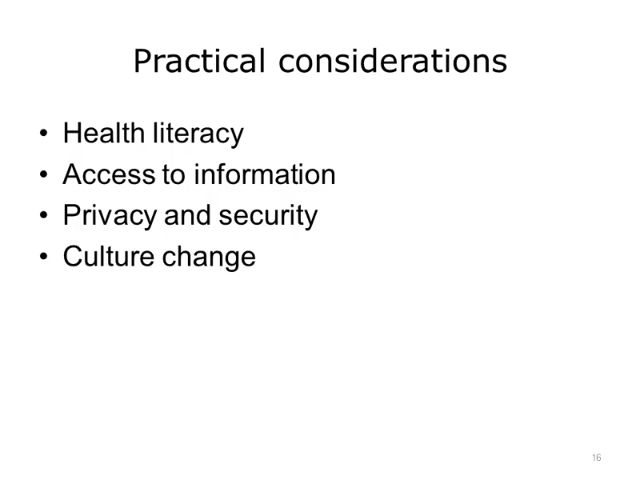 Practical considerations
• Health literacy
• Access to information
• Privacy and security
• Culture change
16